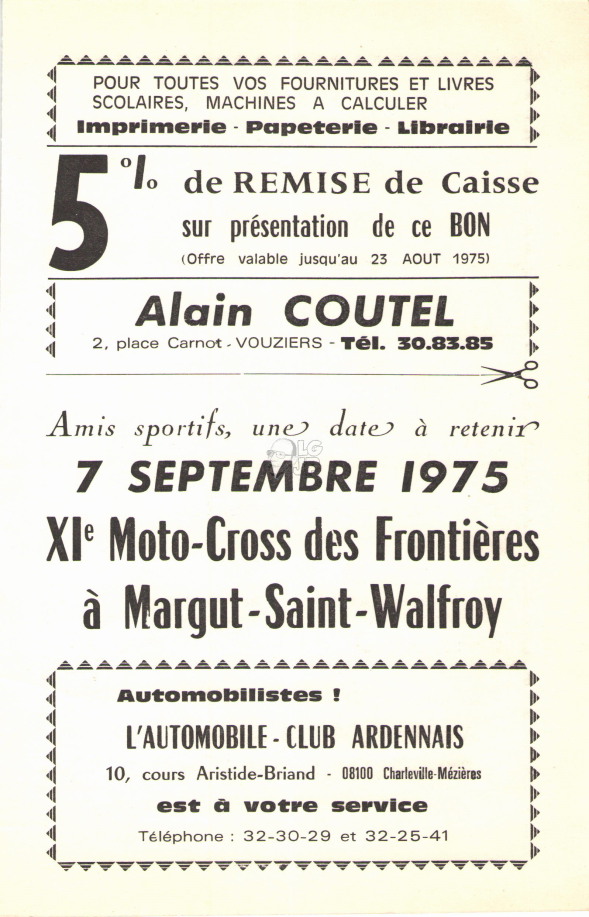 POUR TOUTES VOS FOURNITURES ET LIVRES
SCOLAIRES, MACHINES A CALCULER
Imprimerie - Papeterie - Librairie
5% de REMISE de Caisse
sur présentation de ce BON
(Offre valable jusqu'au 23 AOUT 1975)
Alain COUTEL
2, place Carnot - VOUZIERS - Tél. 30.83.85
Amis sportifs, une date à retenir
7 SEPTEMBRE 1975
XIe Moto-Cross des Frontières
à Margut-Saint-Walfroy
Automobilistes !
L'AUTOMOBILE - CLUB ARDENNAIS
10, cours Aristide-Briand - 08100 Charleville-Mézières
est à votre service
Téléphone : 32-30-29 et 32-25-41